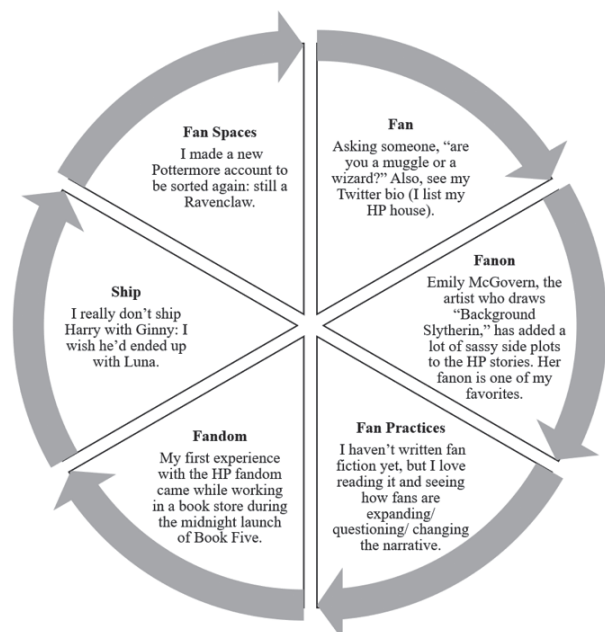 Fan
Asking someone, “are
you a muggle or a
wizard?” Also, see my
Twitter bio (I list my
HP house).
Fanon
Emily McGovern, the
artist who draws
“Background
Slytherin,” has added a
lot of sassy side plots
to the HP stories. Her
fanon is one of my
favorites.
Fan Practices
I haven’t written fan
fiction yet, but I love
reading it and seeing
how fans are
expanding/
questioning/ changing
the narrative.
Fandom
My first experience
with the HP fandom
came while working
in a book store during
the midnight launch
of Book Five.
Ship
I really don’t ship
Harry with Ginny: I
wish he’d ended up
with Luna.
Fan Spaces
I made a new
Pottermore account to
be sorted again: still a
Ravenclaw.